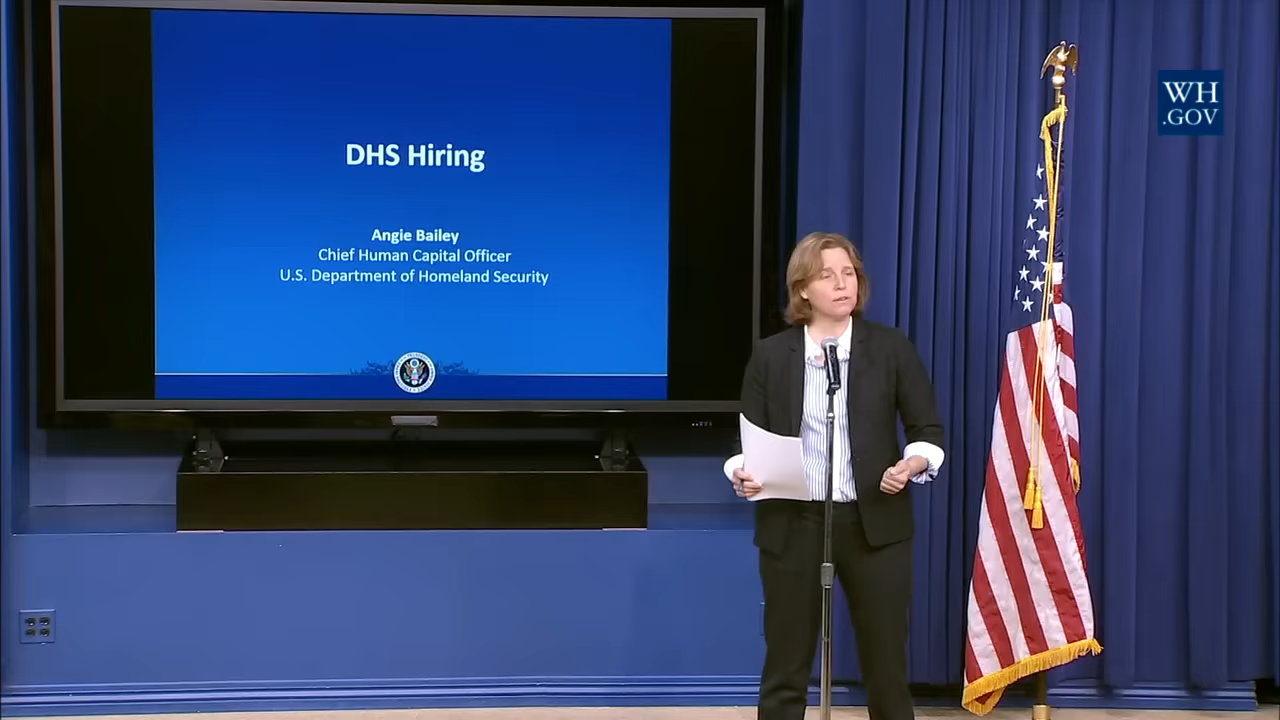 DHS Hiring
Angie Bailey
Chief Human Capital Officer
U.S. Department of Homeland Security
WH
.GOV